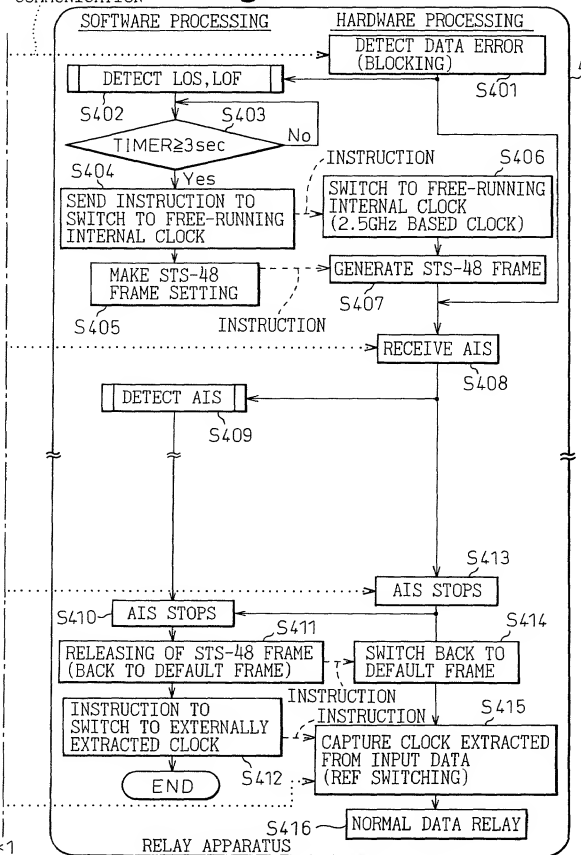 SOFTWARE PROCESSING
HARDWARE PROCESSING
DETECT DATA ERROR
(BLOCKING)
S401
DETECT LOS,LOF
S402
S403
TIMER≧3sec
No
Yes
S404
SEND INSTRUCTION TO
SWITCH TO FREE-RUNNING
INTERNAL CLOCK
INSTRUCTION
S406
SWITCH TO FREE-RUNNING
INTERNAL CLOCK
(2.5GHz BASED CLOCK)
MAKE STS-48
FRAME SETTING
S405
INSTRUCTION
GENERATE STS-48 FRAME
S407
RECEIVE AIS
S408
DETECT AIS
S409
S413
AIS STOPS
S410
AIS STOPS
S411
RELEASING OF STS-48 FRAME
(BACK TO DEFAULT FRAME)
INSTRUCTION
S414
SWITCH BACK TO
DEFAULT FRAME
INSTRUCTION TO
SWITCH TO EXTERNALLY
EXTRACTED CLOCK
S412
INSTRUCTION
S415
CAPTURE CLOCK EXTRACTED
FROM INPUT DATA
(REF SWITCHING)
END
S416
NORMAL DATA RELAY
RELAY APPARATUS